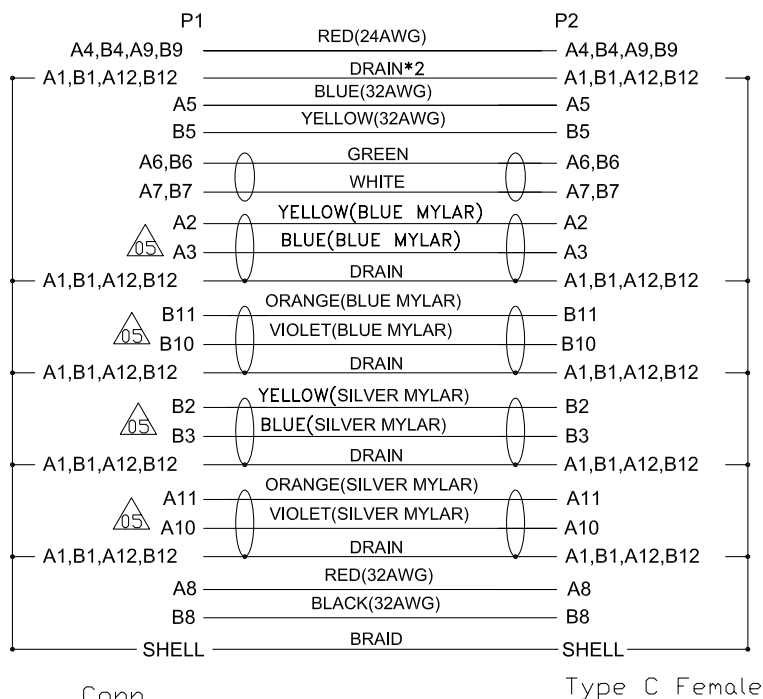 P1 P2
A4,B4,A9,B9 RED(24AWG) A4,B4,A9,B9
A1,B1,A12,B12 DRAIN*2 A1,B1,A12,B12
A5 BLUE(32AWG) A5
B5 YELLOW(32AWG) B5
A6,B6 GREEN A6,B6
A7,B7 WHITE A7,B7
A2 YELLOW(BLUE MYLAR) A2
05 A3 BLUE(BLUE MYLAR) A3
A1,B1,A12,B12 DRAIN A1,B1,A12,B12
B11 ORANGE(BLUE MYLAR) B11
05 B10 VIOLET(BLUE MYLAR) B10
A1,B1,A12,B12 DRAIN A1,B1,A12,B12
B2 YELLOW(SILVER MYLAR) B2
05 B3 BLUE(SILVER MYLAR) B3
A1,B1,A12,B12 DRAIN A1,B1,A12,B12
A11 ORANGE(SILVER MYLAR) A11
05 A10 VIOLET(SILVER MYLAR) A10
A1,B1,A12,B12 DRAIN A1,B1,A12,B12
A8 RED(32AWG) A8
B8 BLACK(32AWG) B8
SHELL BRAID SHELL
Conn Type C Female